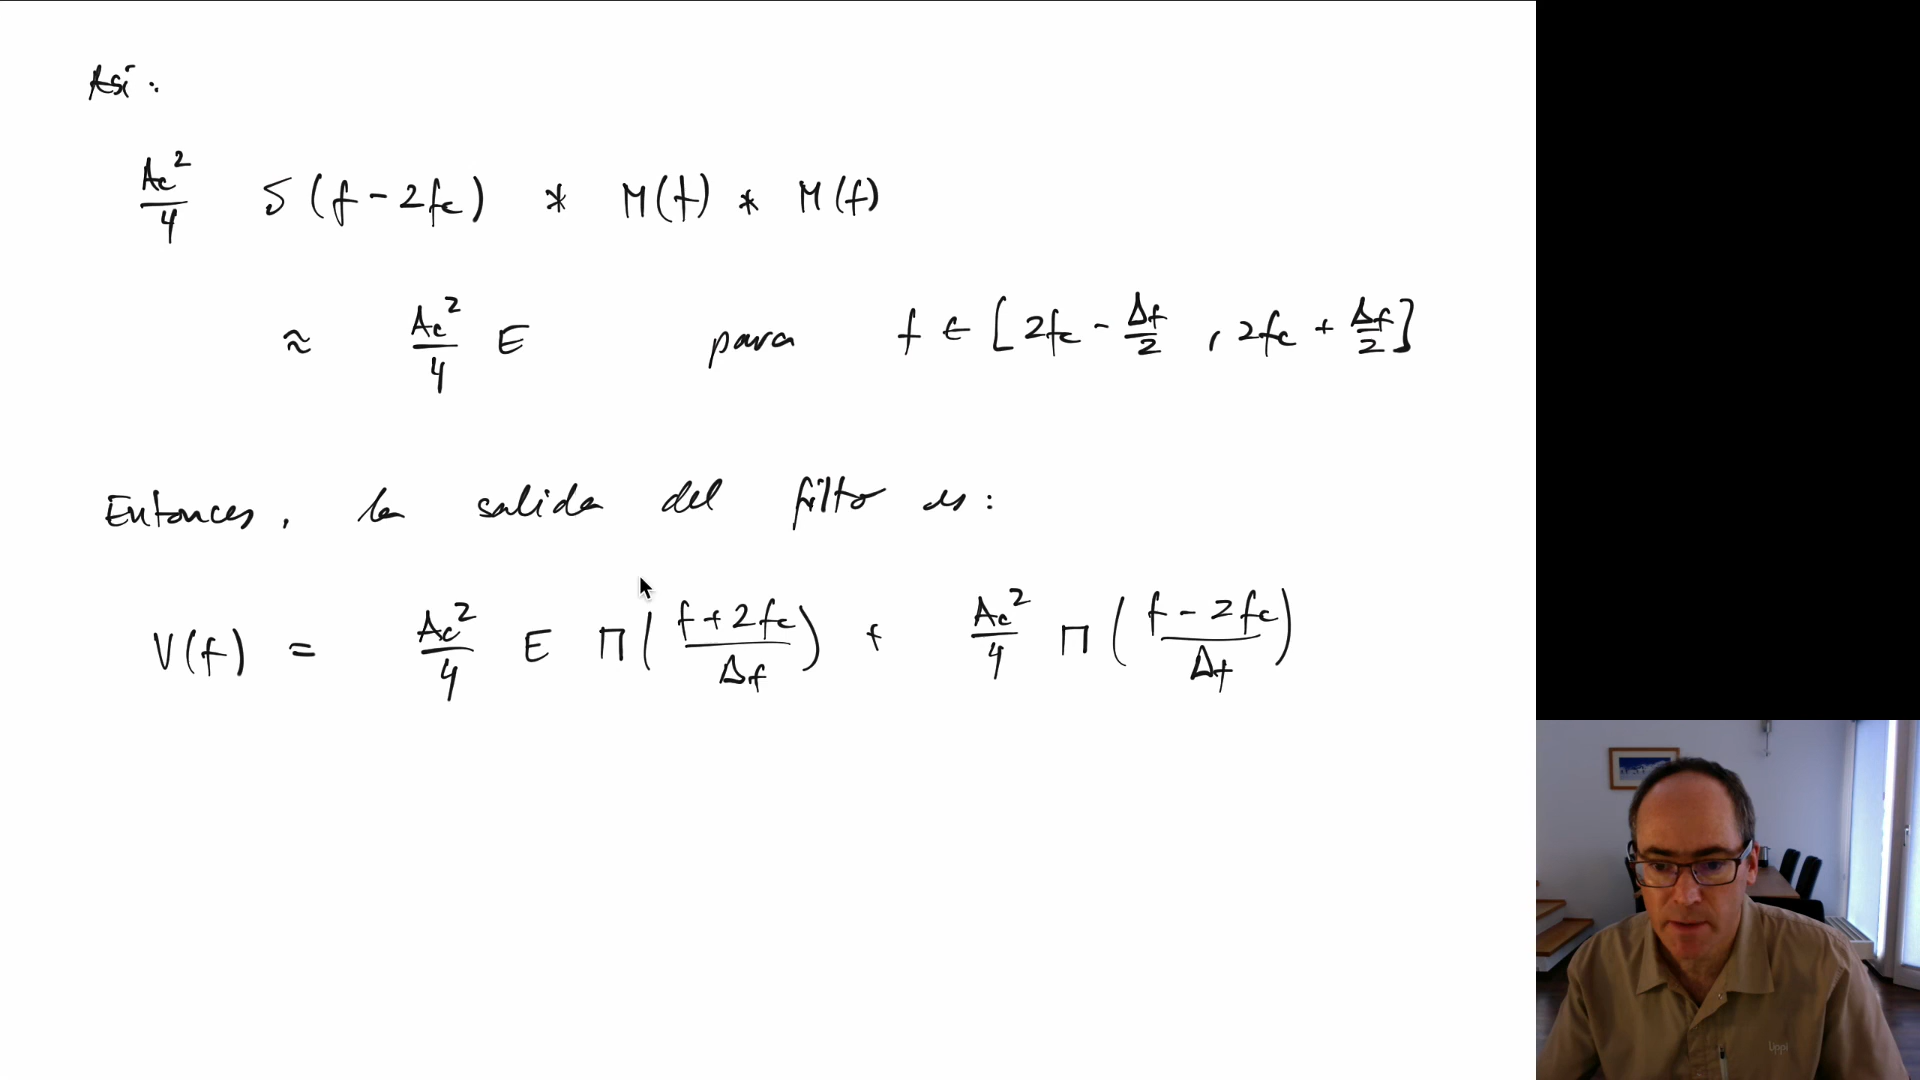 Así:
Ac²/4 δ(f - 2fc) * M(f) * M(f)
≈ Ac²/4 E para f ∈ [2fc - Δf/2 , 2fc + Δf/2]
Entonces, la salida del filtro es:
V(f) = Ac²/4 E Π((f + 2fc)/Δf) + Ac²/4 Π((f - 2fc)/Δf)